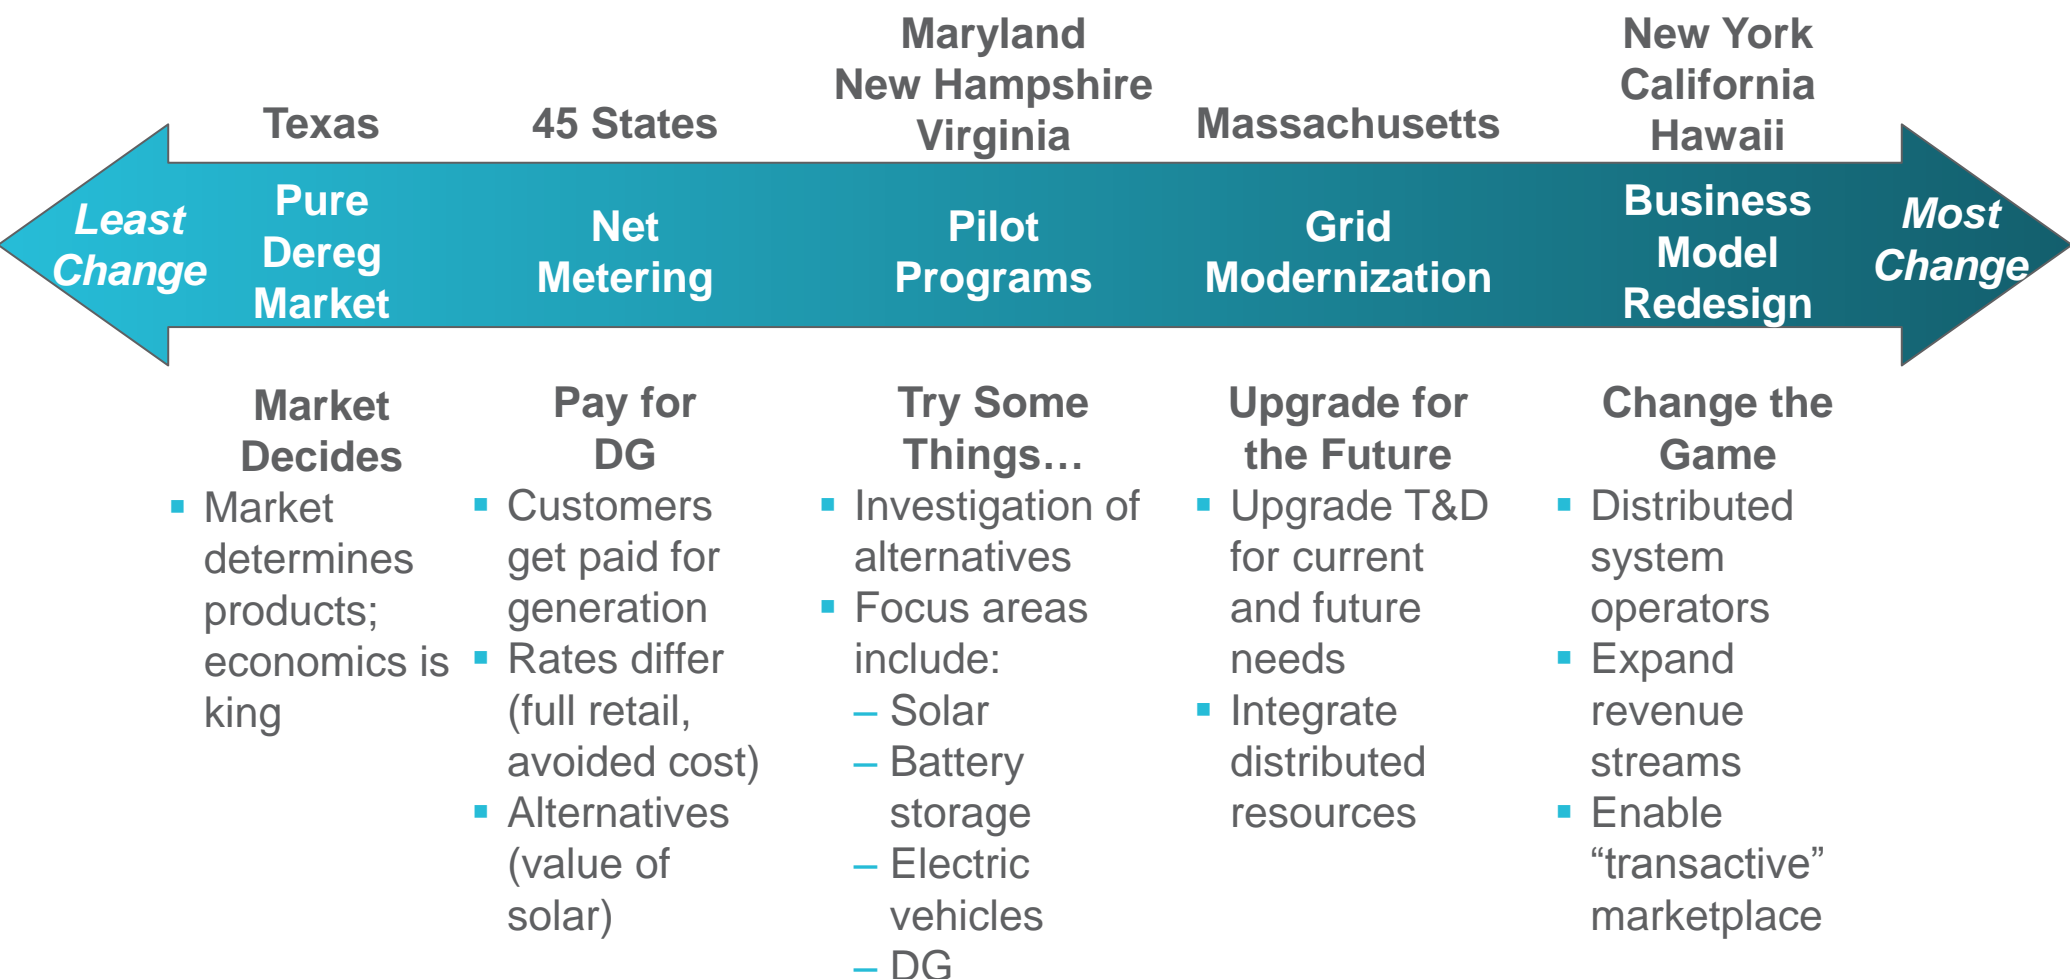 Maryland
New Hampshire
Virginia
New York
California
Hawaii
Texas
45 States
Massachusetts
Least
Change
Pure
Dereg
Market
Net
Metering
Pilot
Programs
Grid
Modernization
Business
Model
Redesign
Most
Change
Market
Decides
▪ Market
determines
products;
economics is
king
Pay for
DG
▪ Customers
get paid for
generation
▪ Rates differ
(full retail,
avoided cost)
▪ Alternatives
(value of
solar)
Try Some
Things…
▪ Investigation of
alternatives
▪ Focus areas
include:
– Solar
– Battery
storage
– Electric
vehicles
– DG
Upgrade for
the Future
▪ Upgrade T&D
for current
and future
needs
▪ Integrate
distributed
resources
Change the
Game
▪ Distributed
system
operators
▪ Expand
revenue
streams
▪ Enable
“transactive”
marketplace